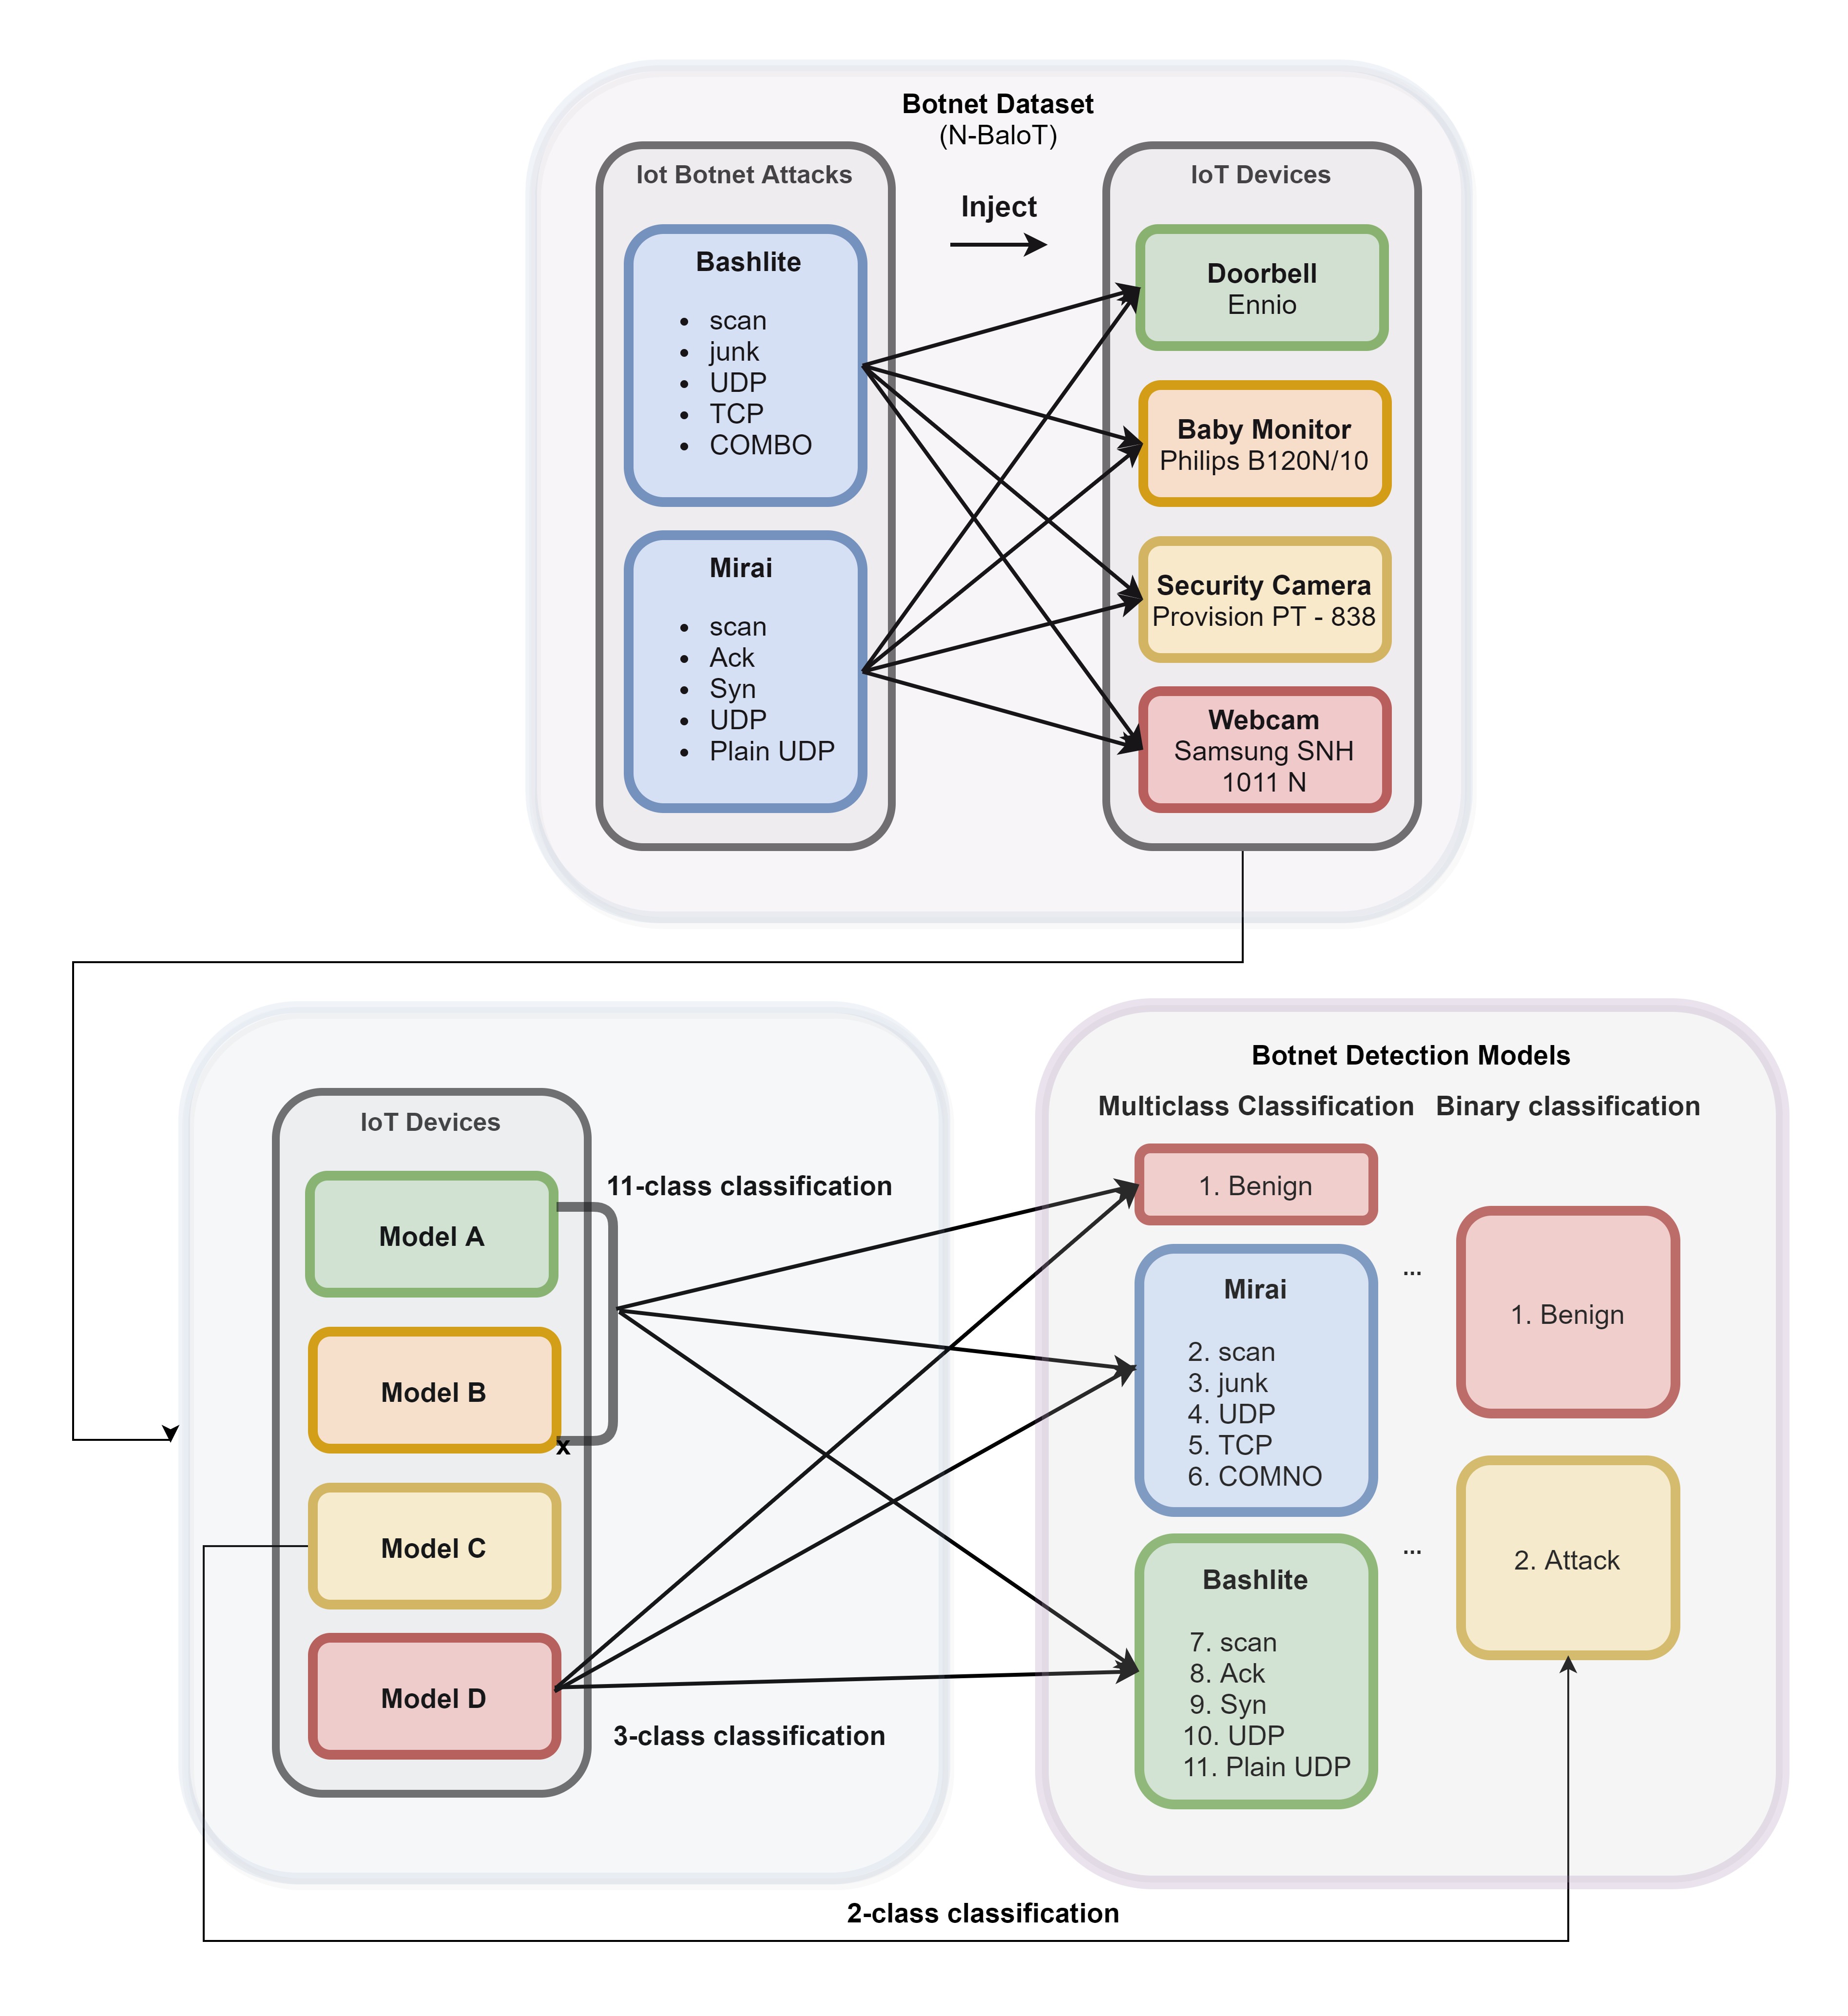 Botnet Dataset
(N-BaIoT)
Iot Botnet Attacks
Inject
IoT Devices
Bashlite
• scan
• junk
• UDP
• TCP
• COMBO
Mirai
• scan
• Ack
• Syn
• UDP
• Plain UDP
Doorbell
Ennio
Baby Monitor
Philips B120N/10
Security Camera
Provision PT - 838
Webcam
Samsung SNH
1011 N
IoT Devices
Model A
Model B
x
Model C
Model D
11-class classification
3-class classification
2-class classification
Botnet Detection Models
Multiclass Classification
1. Benign
Mirai
2. scan
3. junk
4. UDP
5. TCP
6. COMNO
Bashlite
7. scan
8. Ack
9. Syn
10. UDP
11. Plain UDP
...
...
Binary classification
1. Benign
2. Attack